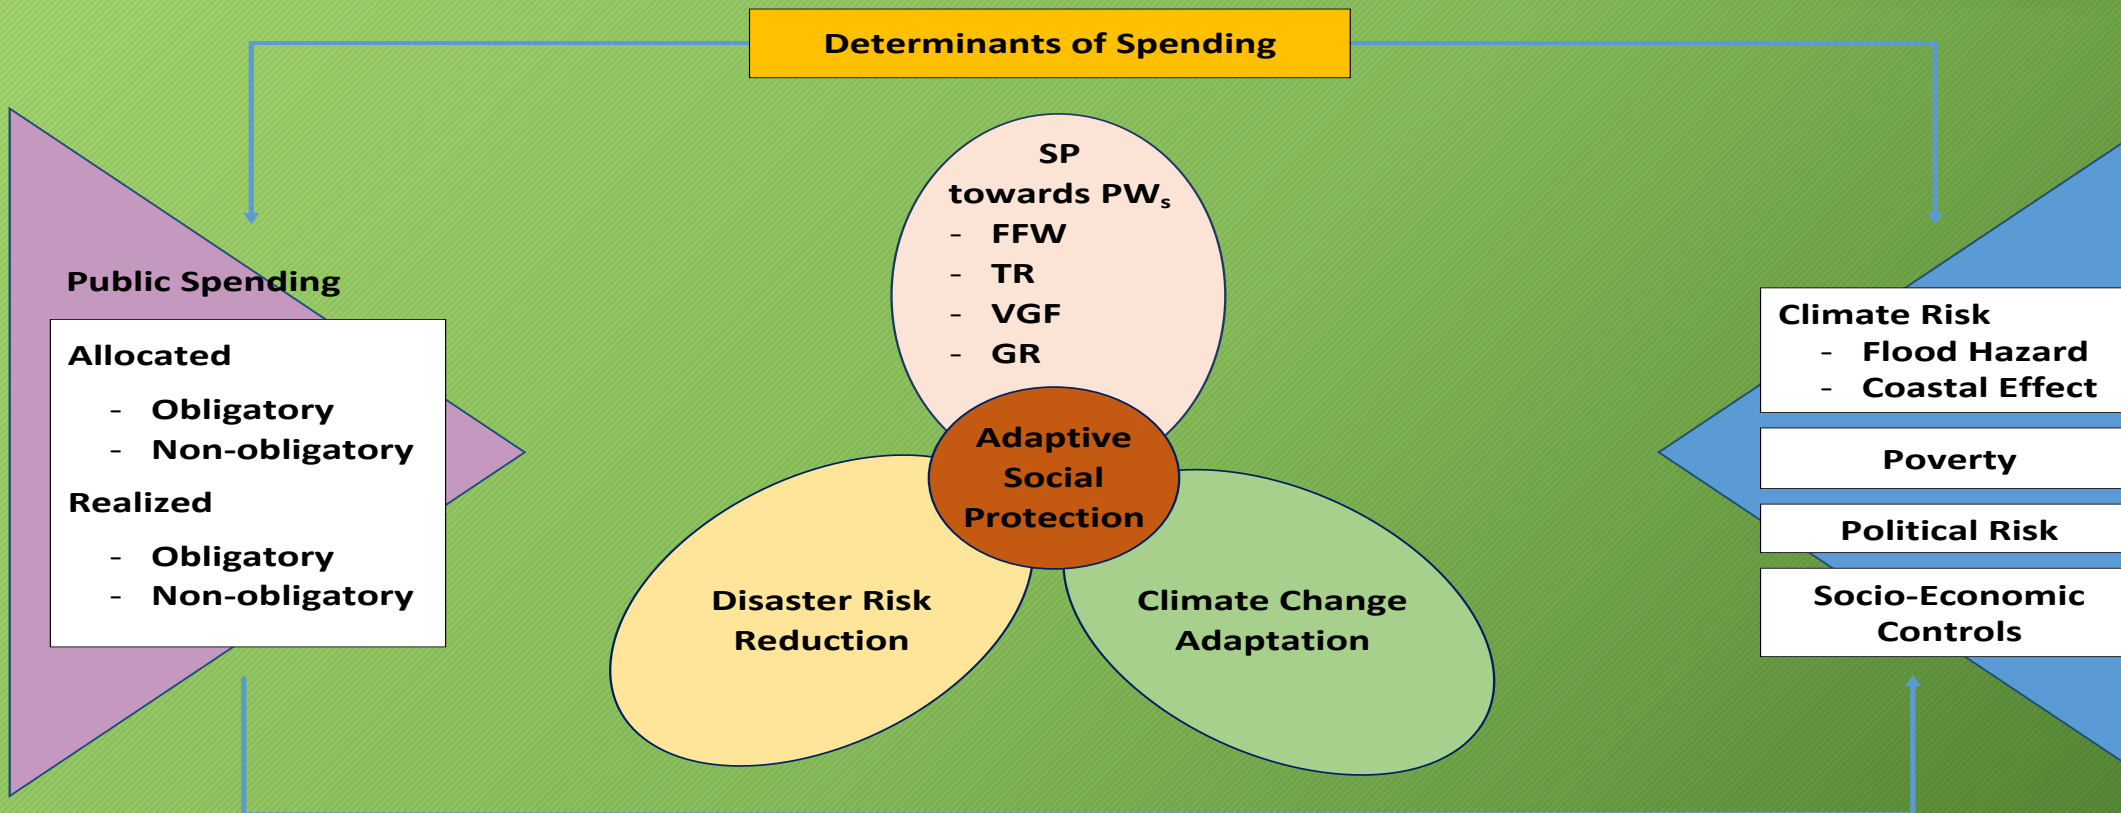 Determinants of Spending
SP
towards PWs
- FFW
- TR
- VGF
- GR
Public Spending
Allocated
- Obligatory
- Non-obligatory
Realized
- Obligatory
- Non-obligatory
Adaptive
Social
Protection
Disaster Risk
Reduction
Climate Change
Adaptation
Climate Risk
- Flood Hazard
- Coastal Effect
Poverty
Political Risk
Socio-Economic
Controls